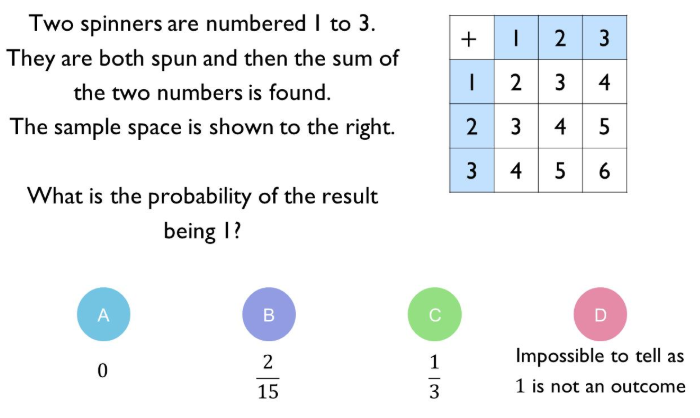 Two spinners are numbered 1 to 3.
They are both spun and then the sum of
the two numbers is found.
The sample space is shown to the right.
What is the probability of the result
being 1?
+ 1 2 3
1 2 3 4
2 3 4 5
3 4 5 6
A
0
B
2
15
C
1
3
D
Impossible to tell as
1 is not an outcome